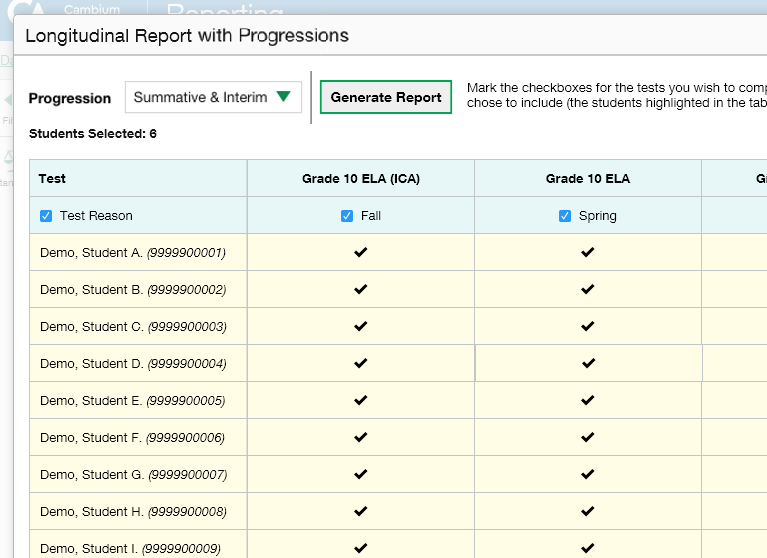 Cambium
Reporting
Longitudinal Report with Progressions
Progression
Summative & Interim
Generate Report
Mark the checkboxes for the tests you wish to comp
chose to include (the students highlighted in the tab
Students Selected: 6
Test Grade 10 ELA (ICA) Grade 10 ELA G
Test Reason Fall Spring
Demo, Student A. (9999900001) ✔ ✔
Demo, Student B. (9999900002) ✔ ✔
Demo, Student C. (9999900003) ✔ ✔
Demo, Student D. (9999900004) ✔ ✔
Demo, Student E. (9999900005) ✔ ✔
Demo, Student F. (9999900006) ✔ ✔
Demo, Student G. (9999900007) ✔ ✔
Demo, Student H. (9999900008) ✔ ✔
Demo, Student I. (9999900009) ✔ ✔